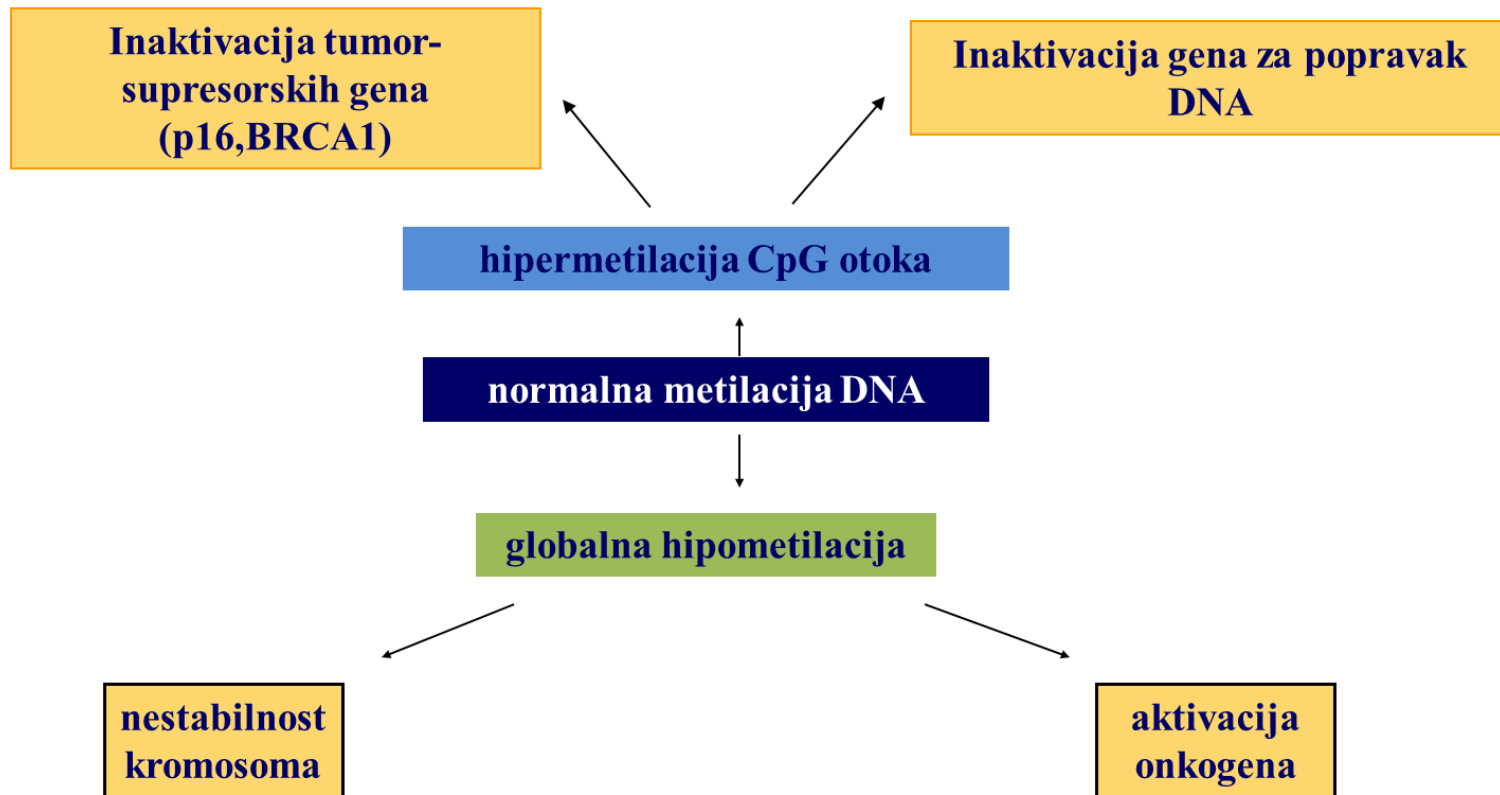 Inaktivacija tumor-
supresorskih gena
(p16,BRCA1)
Inaktivacija gena za popravak
DNA
hipermetilacija CpG otoka
normalna metilacija DNA
globalna hipometilacija
nestabilnost
kromosoma
aktivacija
onkogena